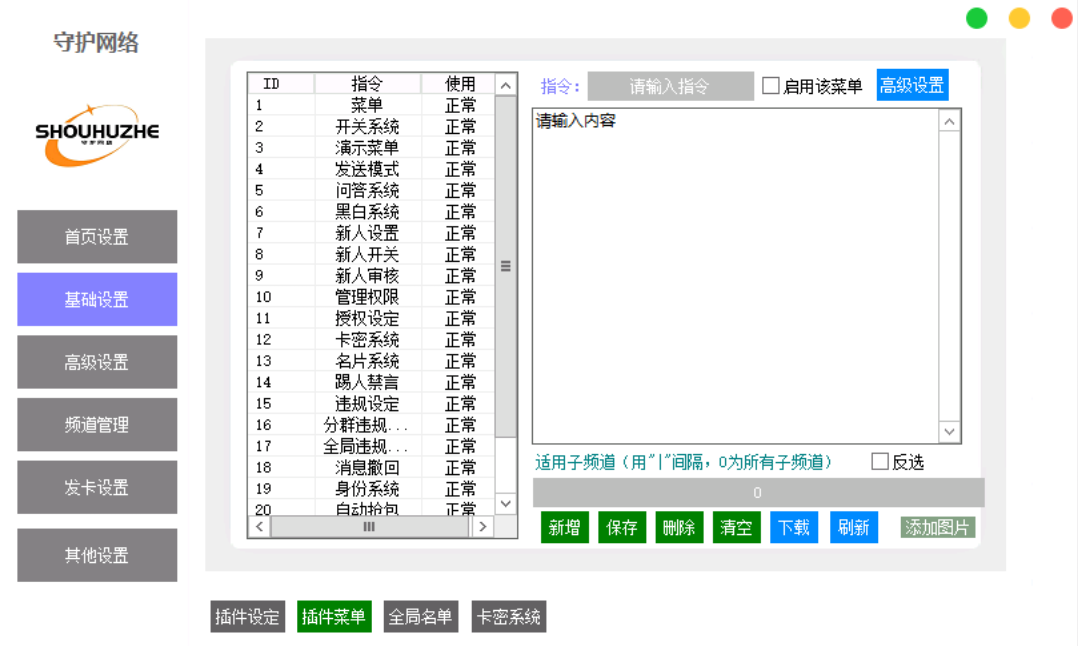 守护网络
SHOUHUZHE
守护网络
首页设置
基础设置
高级设置
频道管理
发卡设置
其他设置
ID 指令 使用
1 菜单 正常
2 开关系统 正常
3 演示菜单 正常
4 发送模式 正常
5 问答系统 正常
6 黑白系统 正常
7 新人设置 正常
8 新人开关 正常
9 新人审核 正常
10 管理权限 正常
11 授权设定 正常
12 卡密系统 正常
13 名片系统 正常
14 踢人禁言 正常
15 违规设定 正常
16 分群违规... 正常
17 全局违规... 正常
18 消息撤回 正常
19 身份系统 正常
20 自动抢包 正常
指令： 请输入指令 启用该菜单 高级设置
请输入内容
适用子频道（用"|"间隔，0为所有子频道） 反选
0
新增 保存 删除 清空 下载 刷新 添加图片
插件设定 插件菜单 全局名单 卡密系统